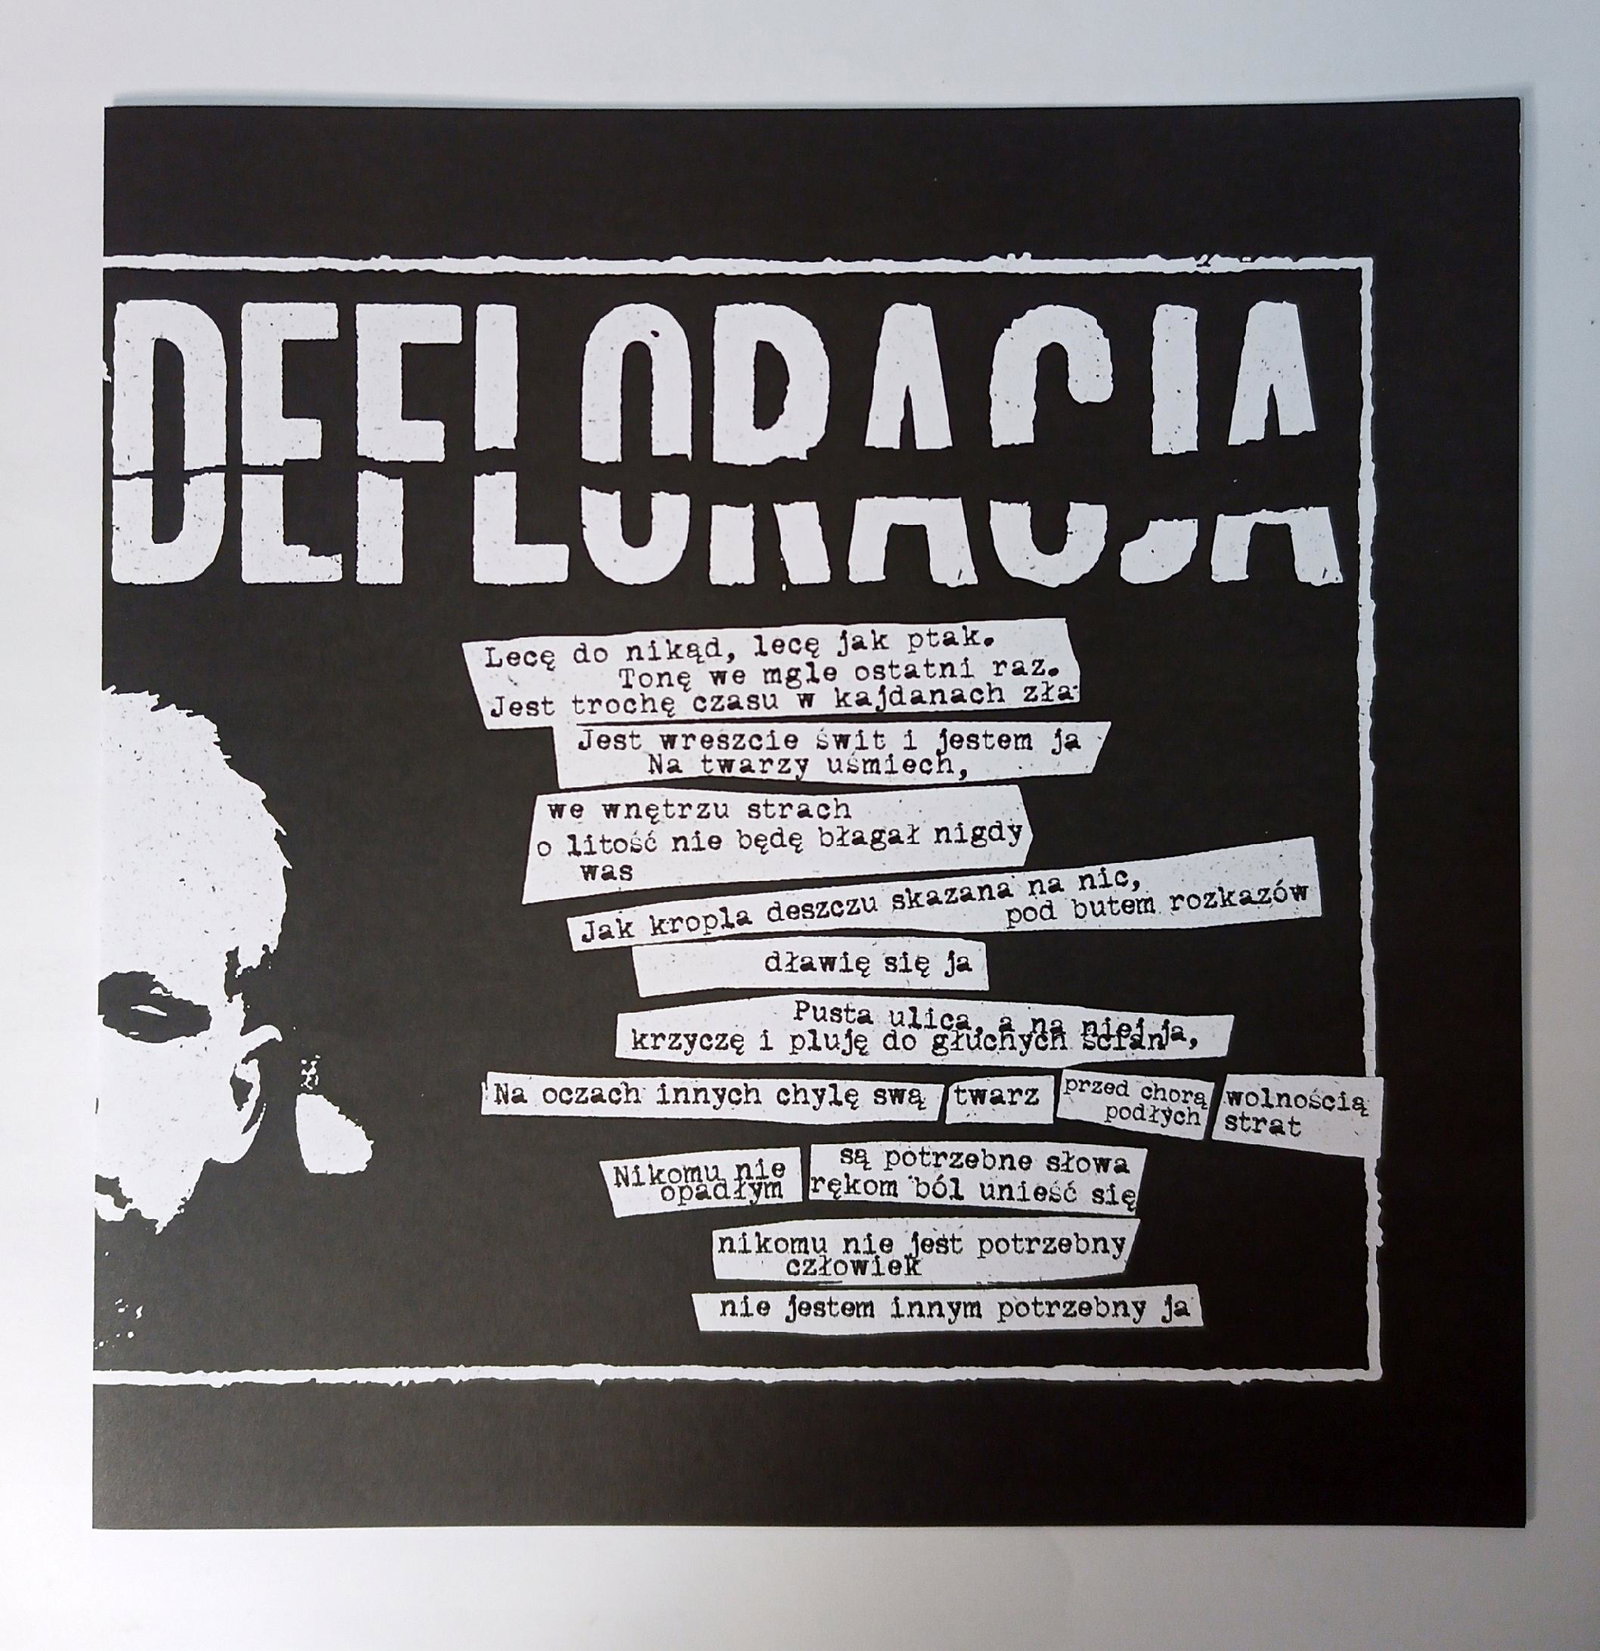 DEFLORACJA
Lecę do nikąd, lecę jak ptak.
Tonę we mgle ostatni raz.
Jest trochę czasu w kajdanach zła
Jest wreszcie świt i jestem ja
Na twarzy uśmiech,
we wnętrzu strach
o litość nie będę błagał nigdy
was
Jak kropla deszczu skazana na nic,
pod butem rozkazów
dławię się ja
Pusta ulica, a na niej ja,
krzyczę i pluję do głuchych ścian,
Na oczach innych chylę swą twarz przed chorą wolnością
podłych strat
Nikomu nie są potrzebne słowa
opadłym rękom ból unieść się
nikomu nie jest potrzebny
człowiek
nie jestem innym potrzebny ja